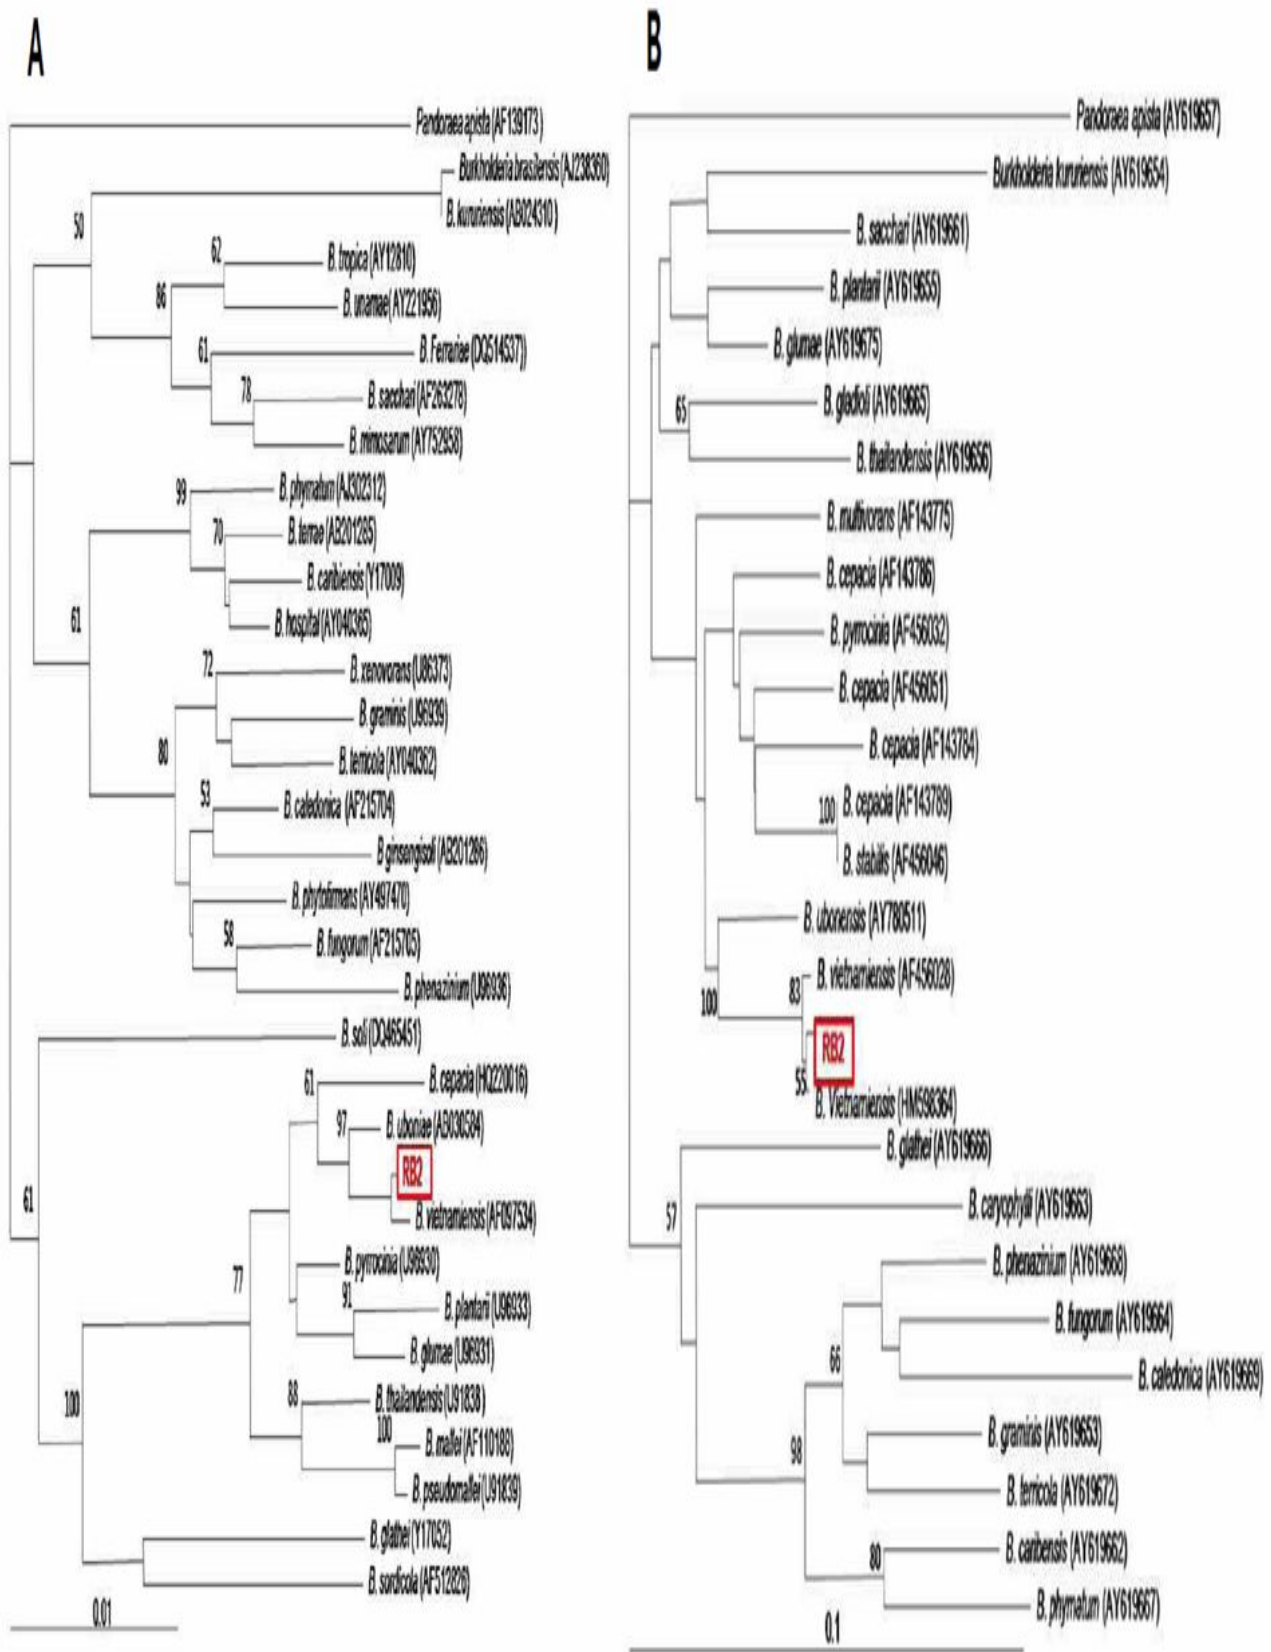 A
Pandoraea apista (AF139173)
Burkholderia brasilensis (AJ238360)
B. kururiensis (AB024310)
50
62
B. tropica (AY12810)
86
B. unamae (AY221956)
61
B. Ferrariae (DQ514537))
78
B. sacchari (AF263278)
B. mimosarum (AY752958)
99
B. phymatum (AJ302312)
70
B. terrae (AB201285)
B. caribiensis (Y17009)
61
B. hospital (AY040365)
72
B. xenovorans (U86373)
B. graminis (U96939)
80
B. terricola (AY040362)
53
B. caledonica (AF215704)
B ginsengisoli (AB201286)
B. phytofirmans (AY497470)
58
B. fungorum (AF215705)
B. phenazinium (U96936)
B. soli (DQ465451)
61
B. cepacia (HQ220016)
97
B. uboniae (AB030584)
RB2
61
B. vietnamiensis (AF097534)
77
B. pyrrocinia (U96930)
91
B. plantarii (U96933)
B. glumae (U96931)
88
B. thailandensis (U91838)
100
100
B. mallei (AF110188)
B. pseudomallei (U91839)
B. glathei (Y17052)
B. sordicola (AF512826)
0.01
B
Pandoraea apista (AY619657)
Burkholderia kururiensis (AY619654)
B. sacchari (AY619661)
B. plantarii (AY619655)
B. glumae (AY619675)
65
B. gladioli (AY619665)
B. thailandensis (AY619656)
B. multivorans (AF143775)
B. cepacia (AF143786)
B. pyrrocinia (AF456032)
B. cepacia (AF456051)
B. cepacia (AF143784)
100
B. cepacia (AF143789)
B. stabilis (AF456046)
B. ubonensis (AY780511)
83
B. vietnamiensis (AF456028)
100
RB2
55
B. Vietnamiensis (HM598364)
B. glathei (AY619666)
57
B. caryophylli (AY619663)
B. phenazinium (AY619668)
B. fungorum (AY619664)
66
B. caledonica (AY619669)
B. graminis (AY619653)
98
B. terricola (AY619672)
80
B. caribensis (AY619662)
B. phymatum (AY619667)
0.1